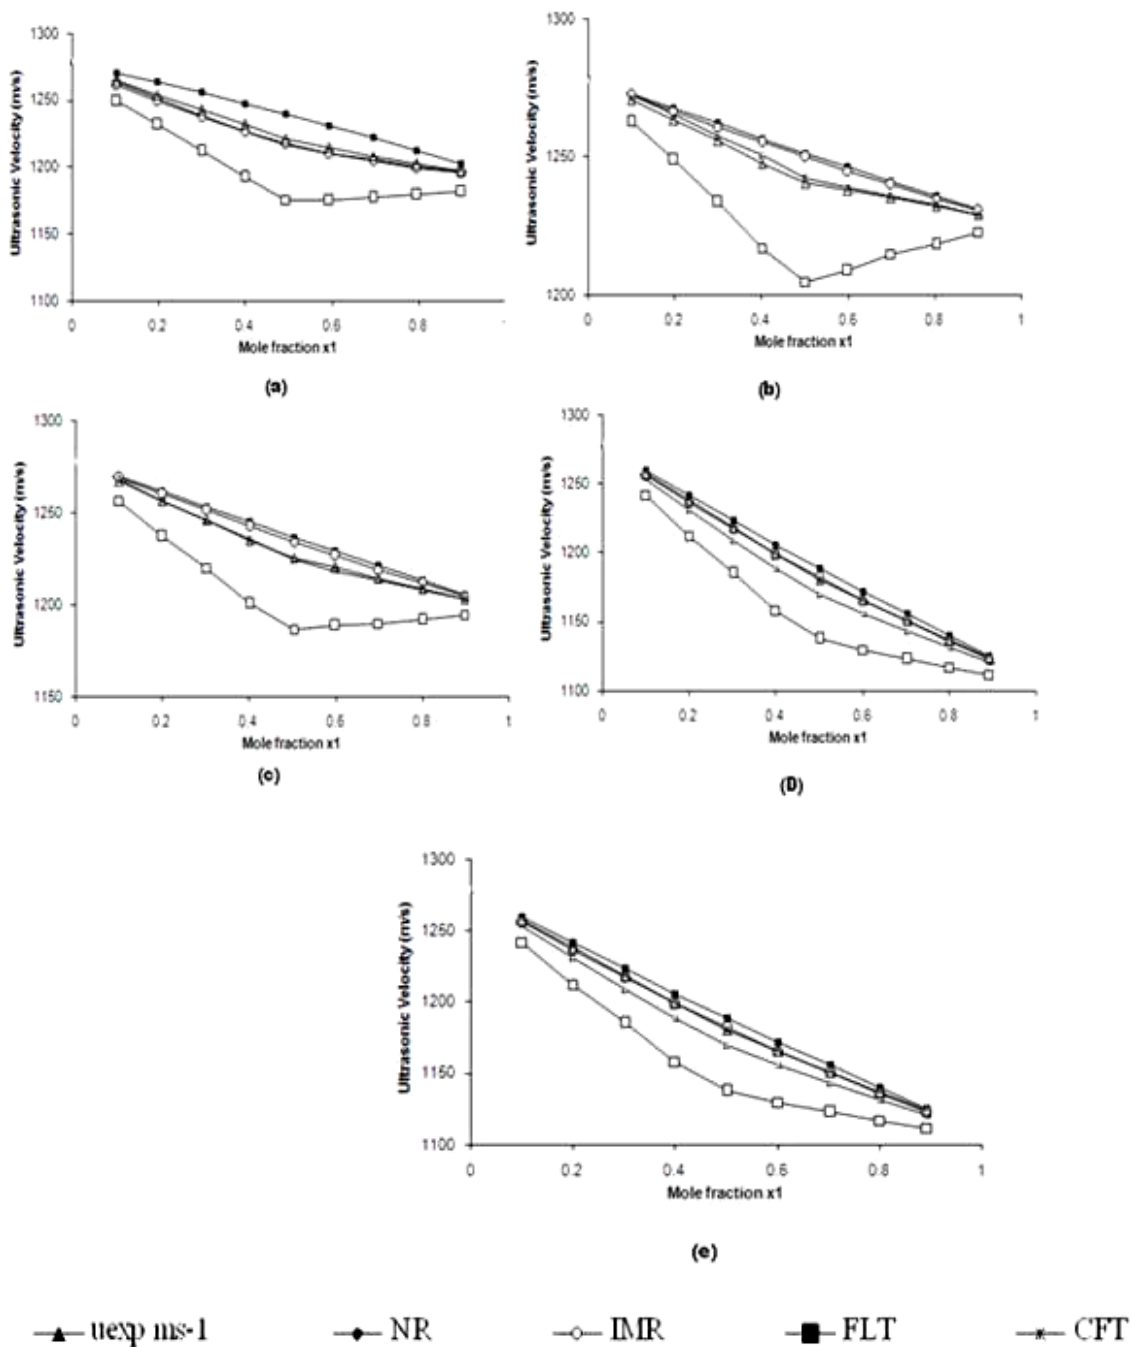 1300
1250
1200
1150
1100
Ultrasonic Velocity (m/s)
0 0.2 0.4 0.6 0.8 1
Mole fraction x1
(a)
1300
1250
1200
Ultrasonic Velocity (m/s)
0 0.2 0.4 0.6 0.8 1
Mole fraction x1
(b)
1300
1250
1200
1150
Ultrasonic Velocity (m/s)
0 0.2 0.4 0.6 0.8 1
Mole fraction x1
(c)
1300
1250
1200
1150
1100
Ultrasonic Velocity (m/s)
0 0.2 0.4 0.6 0.8 1
Mole fraction x1
(D)
1300
1250
1200
1150
1100
Ultrasonic Velocity (m/s)
0 0.2 0.4 0.6 0.8 1
Mole fraction x1
(e)
uexp ms-1 NR IMR FLT CFT